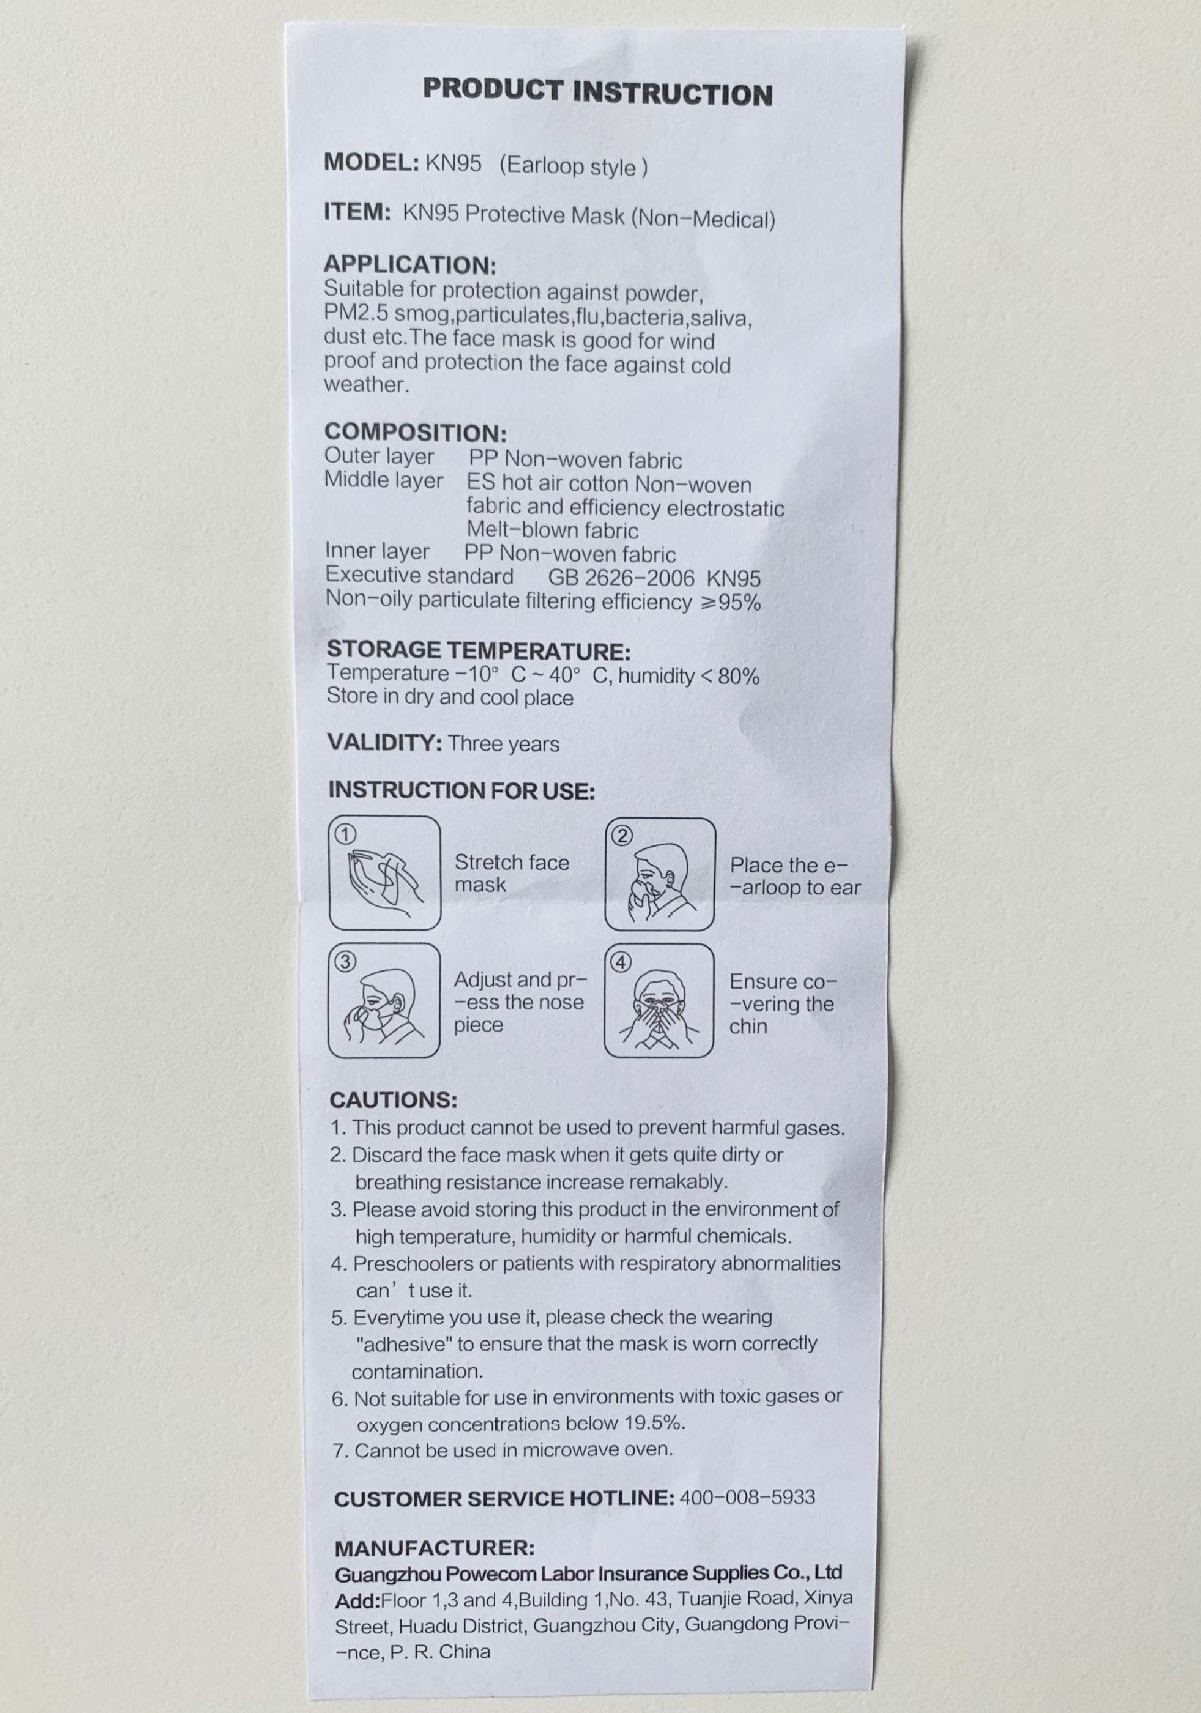 PRODUCT INSTRUCTION
MODEL: KN95 (Earloop style )
ITEM: KN95 Protective Mask (Non-Medical)
APPLICATION:
Suitable for protection against powder,
PM2.5 smog,particulates,flu,bacteria,saliva,
dust etc.The face mask is good for wind
proof and protection the face against cold
weather.
COMPOSITION:
Outer layer PP Non-woven fabric
Middle layer ES hot air cotton Non-woven
fabric and efficiency electrostatic
Melt-blown fabric
Inner layer PP Non-woven fabric
Executive standard GB 2626-2006 KN95
Non-oily particulate filtering efficiency ≥95%
STORAGE TEMPERATURE:
Temperature -10° C ~ 40° C, humidity < 80%
Store in dry and cool place
VALIDITY: Three years
INSTRUCTION FOR USE:
①
Stretch face
mask
②
Place the e-
-arloop to ear
③
Adjust and pr-
-ess the nose
piece
④
Ensure co-
-vering the
chin
CAUTIONS:
1. This product cannot be used to prevent harmful gases.
2. Discard the face mask when it gets quite dirty or
breathing resistance increase remakably.
3. Please avoid storing this product in the environment of
high temperature, humidity or harmful chemicals.
4. Preschoolers or patients with respiratory abnormalities
can' t use it.
5. Everytime you use it, please check the wearing
"adhesive" to ensure that the mask is worn correctly
contamination.
6. Not suitable for use in environments with toxic gases or
oxygen concentrations bclow 19.5%.
7. Cannot be used in microwave oven.
CUSTOMER SERVICE HOTLINE: 400-008-5933
MANUFACTURER:
Guangzhou Powecom Labor Insurance Supplies Co., Ltd
Add:Floor 1,3 and 4,Building 1,No. 43, Tuanjie Road, Xinya
Street, Huadu District, Guangzhou City, Guangdong Provi-
-nce, P. R. China